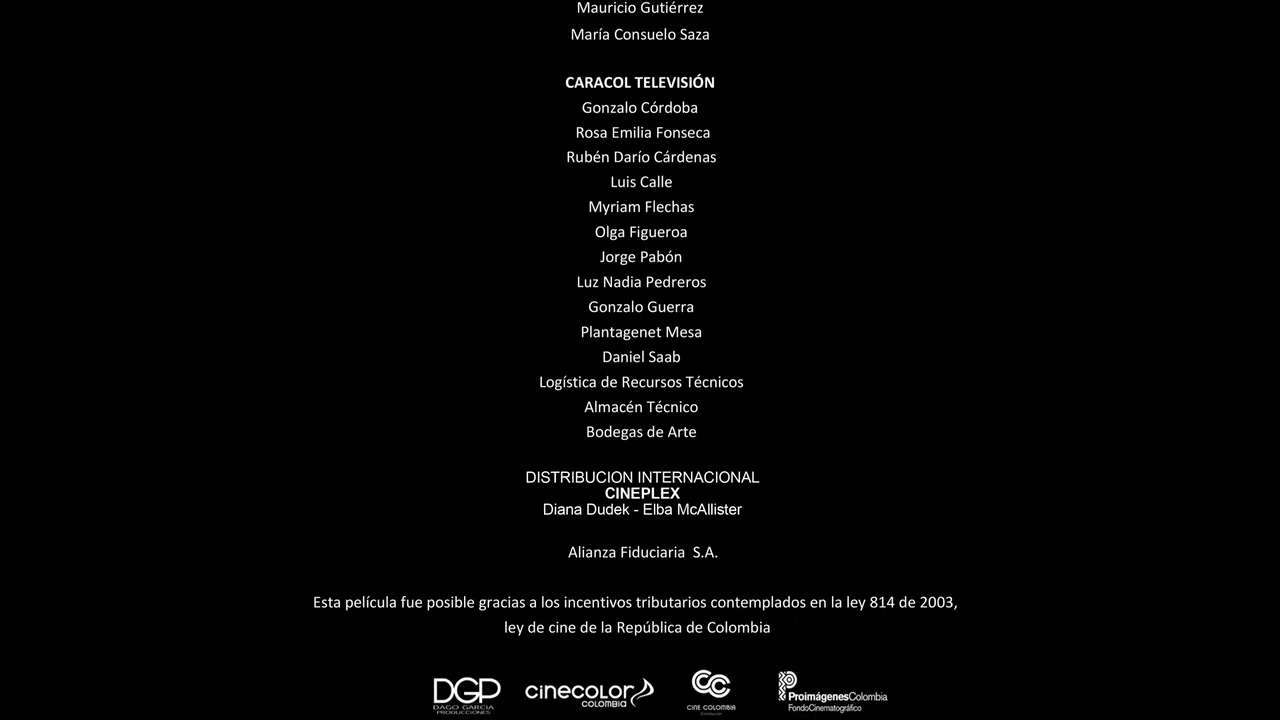 Mauricio Gutiérrez
María Consuelo Saza
CARACOL TELEVISIÓN
Gonzalo Córdoba
Rosa Emilia Fonseca
Rubén Darío Cárdenas
Luis Calle
Myriam Flechas
Olga Figueroa
Jorge Pabón
Luz Nadia Pedreros
Gonzalo Guerra
Plantagenet Mesa
Daniel Saab
Logística de Recursos Técnicos
Almacén Técnico
Bodegas de Arte
DISTRIBUCION INTERNACIONAL
CINEPLEX
Diana Dudek - Elba McAllister
Alianza Fiduciaria S.A.
Esta película fue posible gracias a los incentivos tributarios contemplados en la ley 814 de 2003,
ley de cine de la República de Colombia
DGP
DAGO GARCIA
PRODUCCIONES
cinecolor
COLOMBIA
CINE COLOMBIA
ProimágenesColombia
FondoCinematográfico